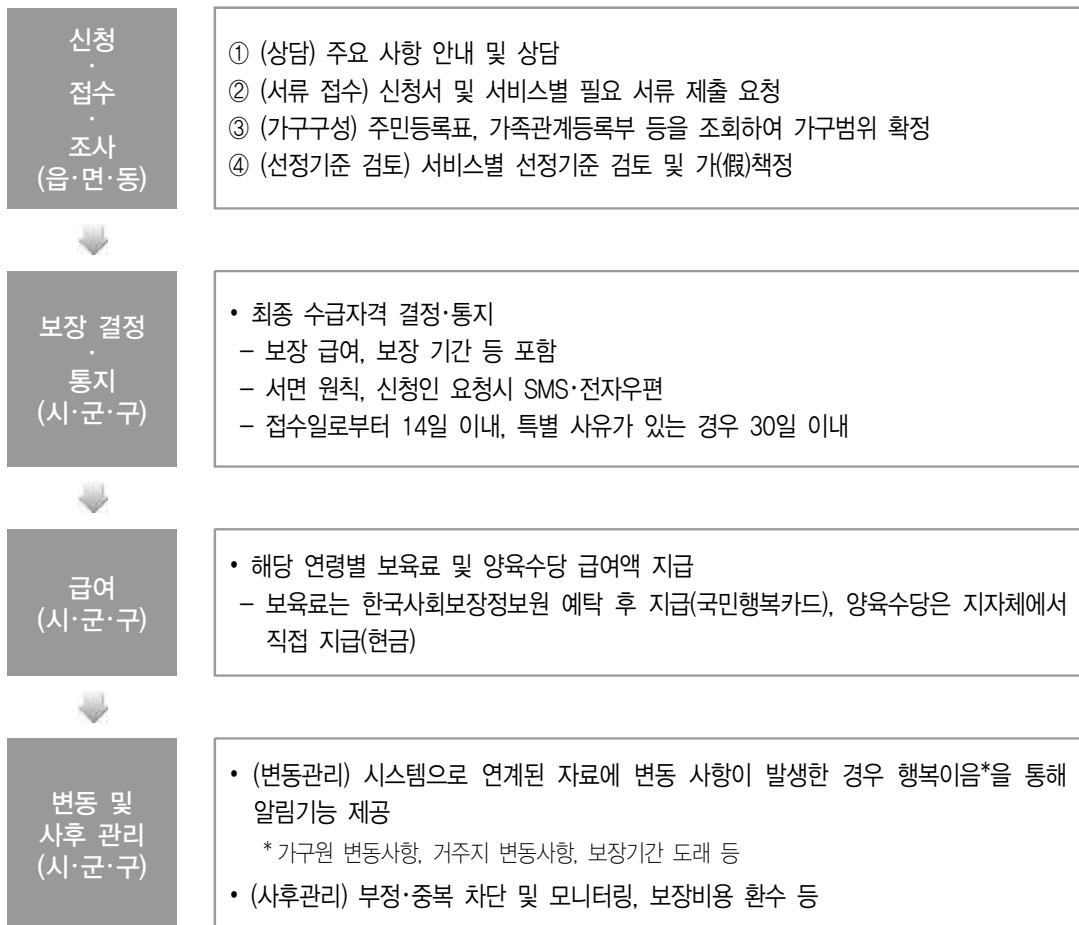 신청
·
접수
·
조사
(읍·면·동)
① (상담) 주요 사항 안내 및 상담
② (서류 접수) 신청서 및 서비스별 필요 서류 제출 요청
③ (가구구성) 주민등록표, 가족관계등록부 등을 조회하여 가구범위 확정
④ (선정기준 검토) 서비스별 선정기준 검토 및 가(假)책정
보장 결정
·
통지
(시·군·구)
• 최종 수급자격 결정·통지
– 보장 급여, 보장 기간 등 포함
– 서면 원칙, 신청인 요청시 SMS·전자우편
– 접수일로부터 14일 이내, 특별 사유가 있는 경우 30일 이내
급여
(시·군·구)
• 해당 연령별 보육료 및 양육수당 급여액 지급
– 보육료는 한국사회보장정보원 예탁 후 지급(국민행복카드), 양육수당은 지자체에서
직접 지급(현금)
변동 및
사후 관리
(시·군·구)
• (변동관리) 시스템으로 연계된 자료에 변동 사항이 발생한 경우 행복이음*을 통해
알림기능 제공
* 가구원 변동사항, 거주지 변동사항, 보장기간 도래 등
• (사후관리) 부정·중복 차단 및 모니터링, 보장비용 환수 등